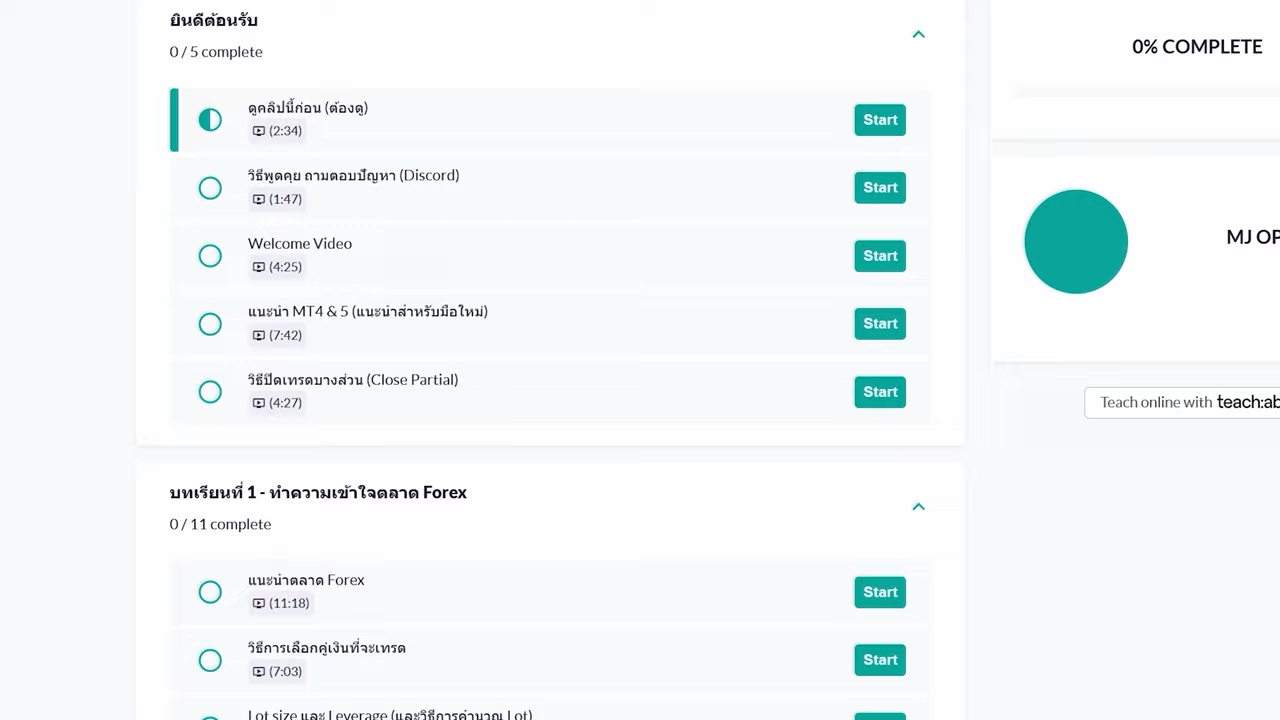 ยินดีต้อนรับ
0 / 5 complete
0% COMPLETE
ดูคลิปนี้ก่อน (ต้องดู)
(2:34)
Start
วิธีพูดคุย ถามตอบปัญหา (Discord)
(1:47)
Start
MJ OP
Welcome Video
(4:25)
Start
แนะนำ MT4 & 5 (แนะนำสำหรับมือใหม่)
(7:42)
Start
วิธีปิดเทรดบางส่วน (Close Partial)
(4:27)
Start
Teach online with teach:ab
บทเรียนที่ 1 - ทำความเข้าใจตลาด Forex
0 / 11 complete
แนะนำตลาด Forex
(11:18)
Start
วิธีการเลือกคู่เงินที่จะเทรด
(7:03)
Start
Lot size และ Leverage (และวิธีการคำนวณ Lot)